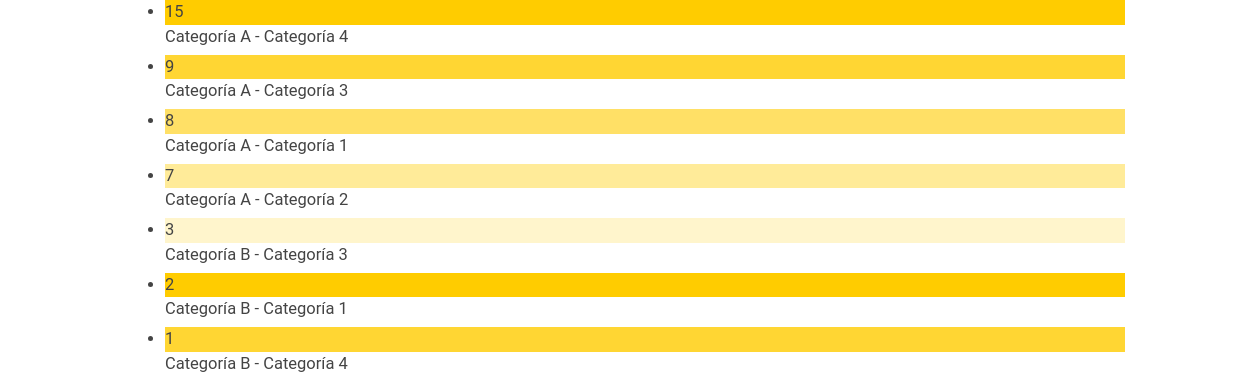 15
Categoría A - Categoría 4
9
Categoría A - Categoría 3
8
Categoría A - Categoría 1
7
Categoría A - Categoría 2
3
Categoría B - Categoría 3
2
Categoría B - Categoría 1
1
Categoría B - Categoría 4